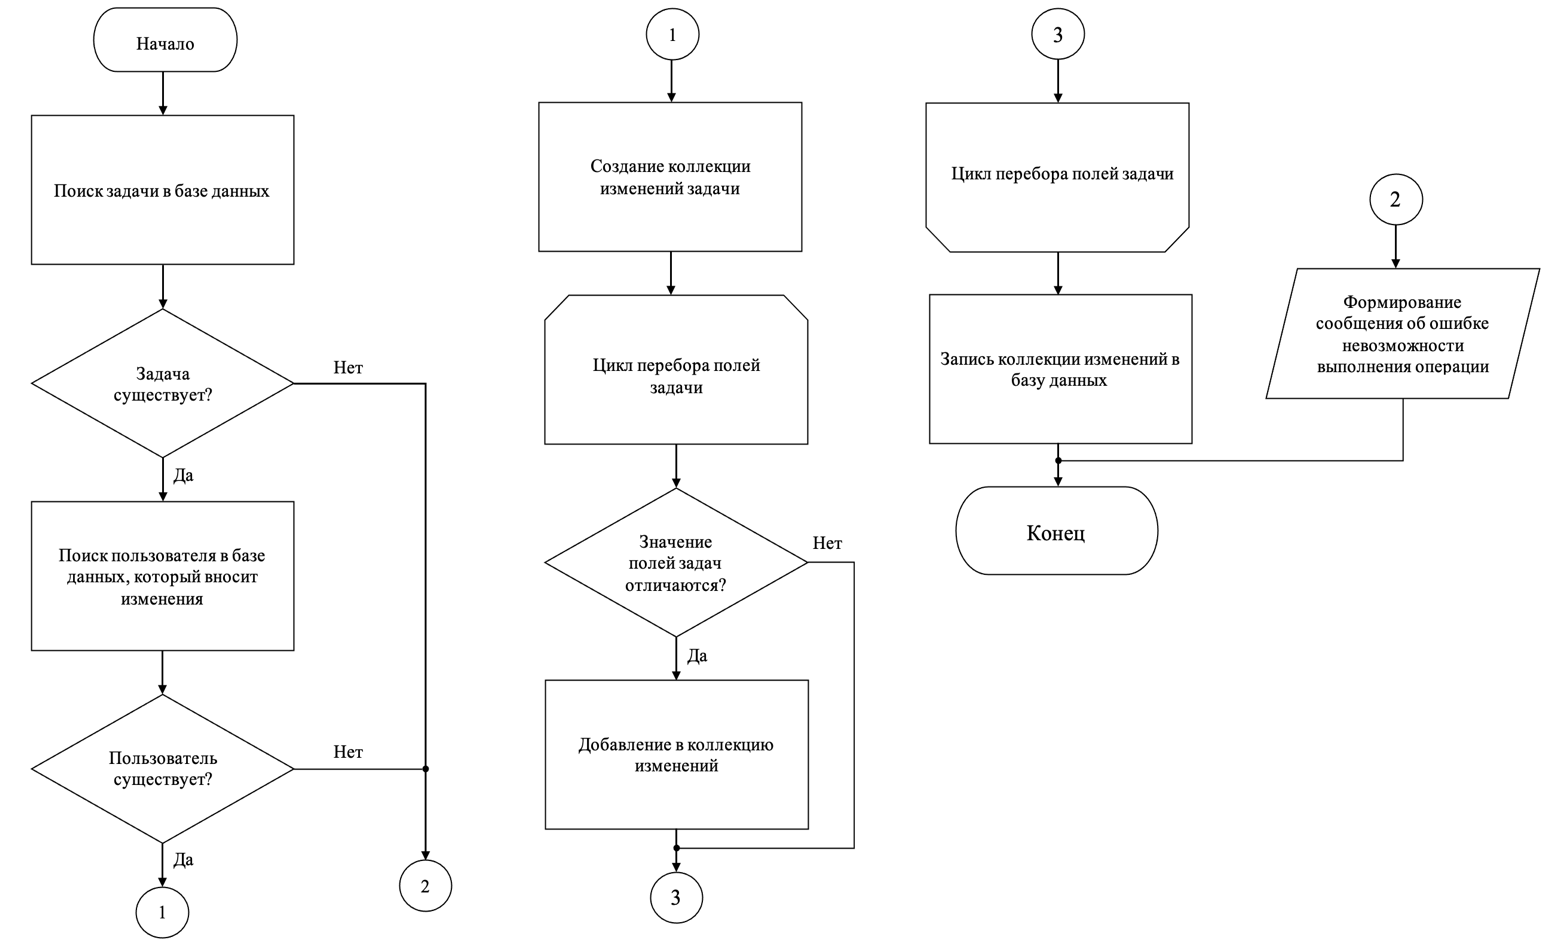 Начало
Поиск задачи в базе данных
Задача
существует?
Нет
Да
Поиск пользователя в базе
данных, который вносит
изменения
Пользователь
существует?
Нет
Да
1
2
1
Создание коллекции
изменений задачи
Цикл перебора полей
задачи
Значение
полей задач
отличаются?
Нет
Да
Добавление в коллекцию
изменений
3
3
Цикл перебора полей задачи
Запись коллекции изменений в
базу данных
Конец
2
Формирование
сообщения об ошибке
невозможности
выполнения операции